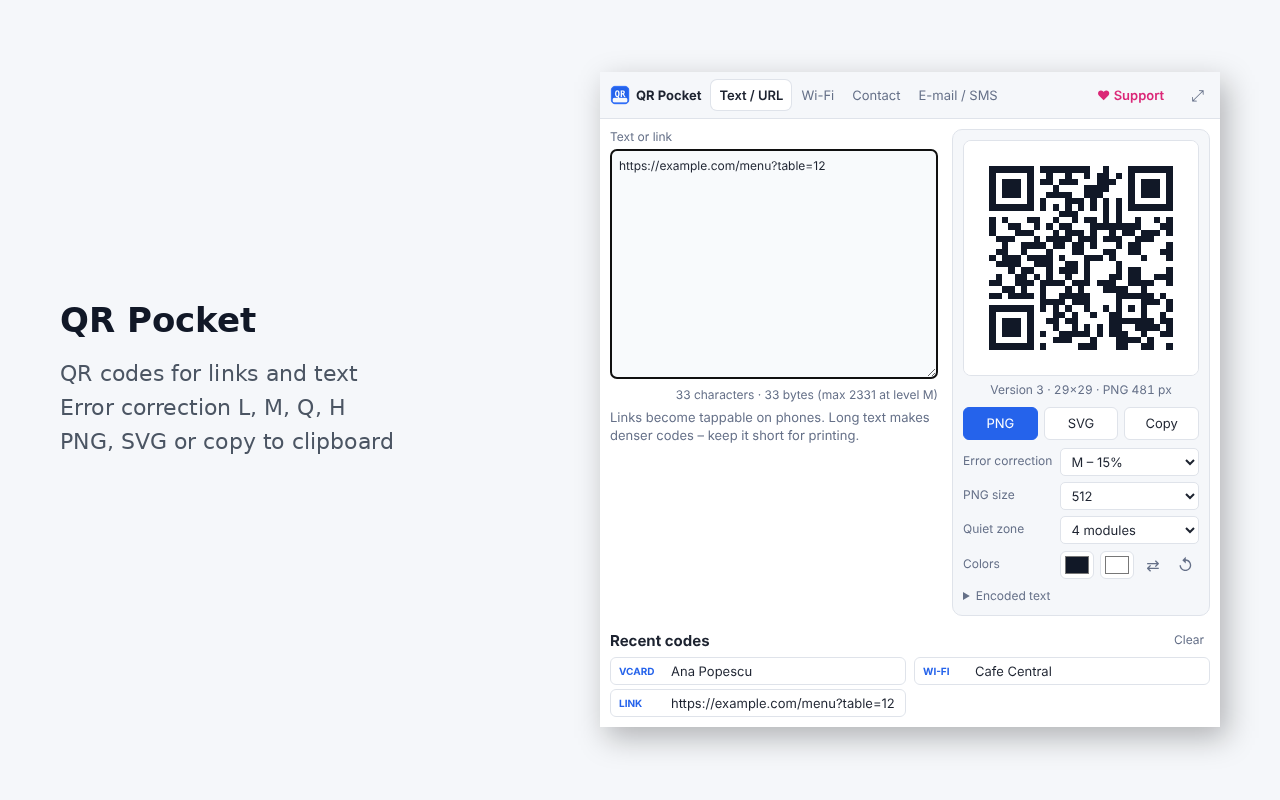 QR Pocket
QR codes for links and text
Error correction L, M, Q, H
PNG, SVG or copy to clipboard
QR QR Pocket Text / URL Wi-Fi Contact E-mail / SMS ♥ Support
Text or link
https://example.com/menu?table=12
33 characters · 33 bytes (max 2331 at level M)
Links become tappable on phones. Long text makes
denser codes – keep it short for printing.
Version 3 · 29×29 · PNG 481 px
PNG SVG Copy
Error correction M – 15%
PNG size 512
Quiet zone 4 modules
Colors
Encoded text
Recent codes Clear
VCARD Ana Popescu WI-FI Cafe Central
LINK https://example.com/menu?table=12